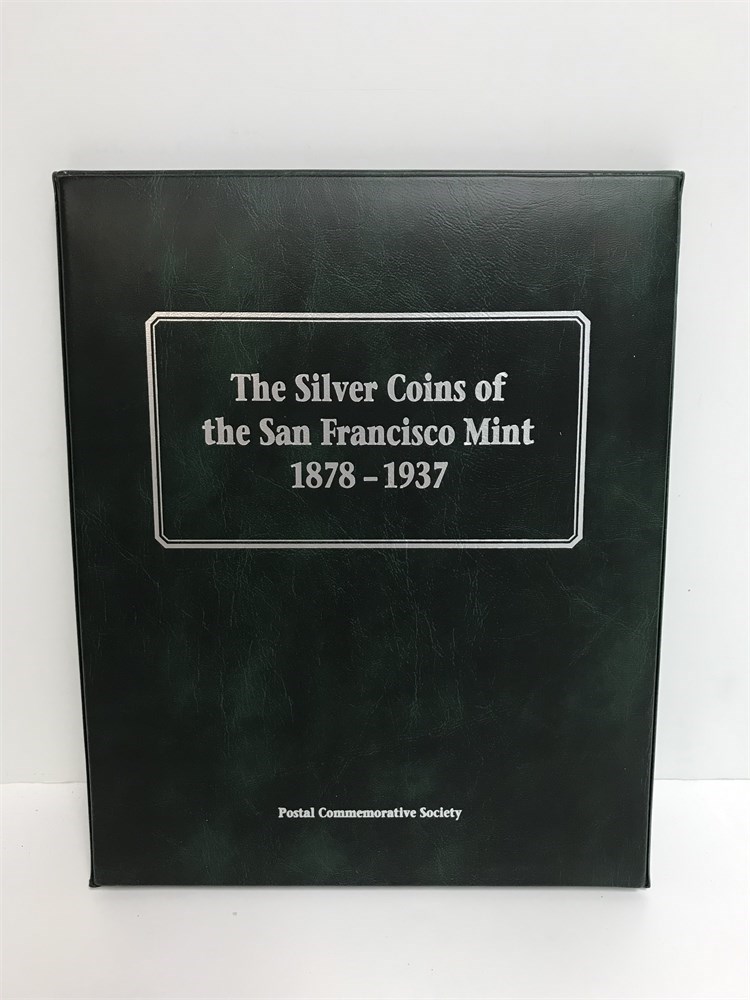 The Silver Coins of
the San Francisco Mint
1878 – 1937
Postal Commemorative Society